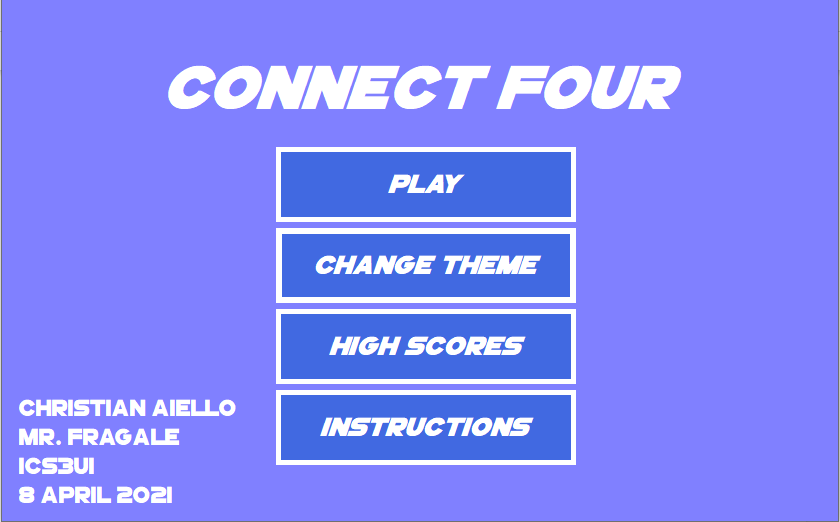 CONNECT FOUR
PLAY
CHANGE THEME
HIGH SCORES
INSTRUCTIONS
CHRISTIAN AIELLO
MR. FRAGALE
ICS3UI
8 APRIL 2021